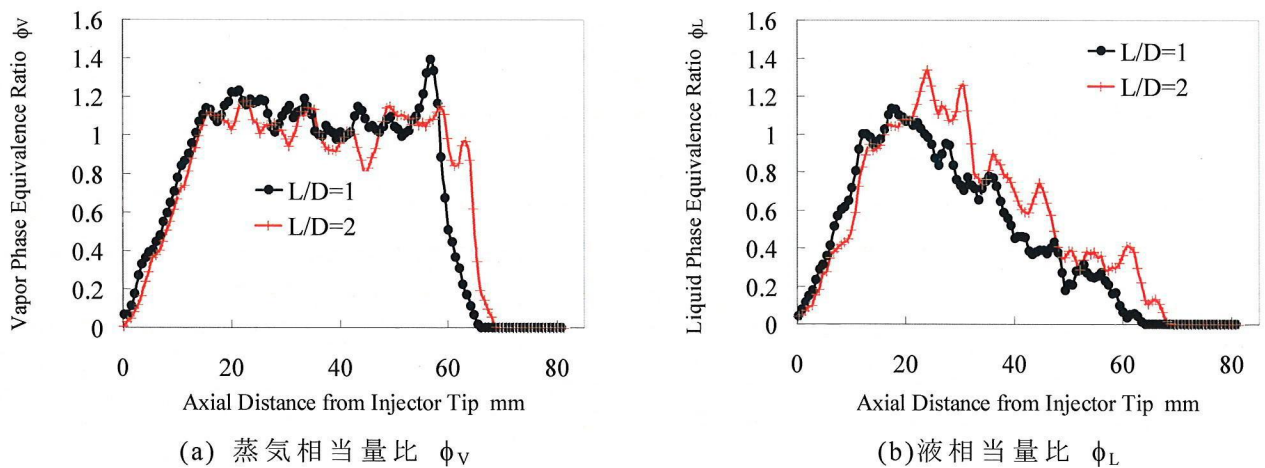 Vapor Phase Equivalence Ratio ϕV
1.6
1.4
1.2
1
0.8
0.6
0.4
0.2
0
L/D=1
L/D=2
0 20 40 60 80
Axial Distance from Injector Tip mm
(a) 蒸気相当量比 ϕV
Liquid Phase Equivalence Ratio ϕL
1.6
1.4
1.2
1
0.8
0.6
0.4
0.2
0
L/D=1
L/D=2
0 20 40 60 80
Axial Distance from Injector Tip mm
(b)液相当量比 ϕL